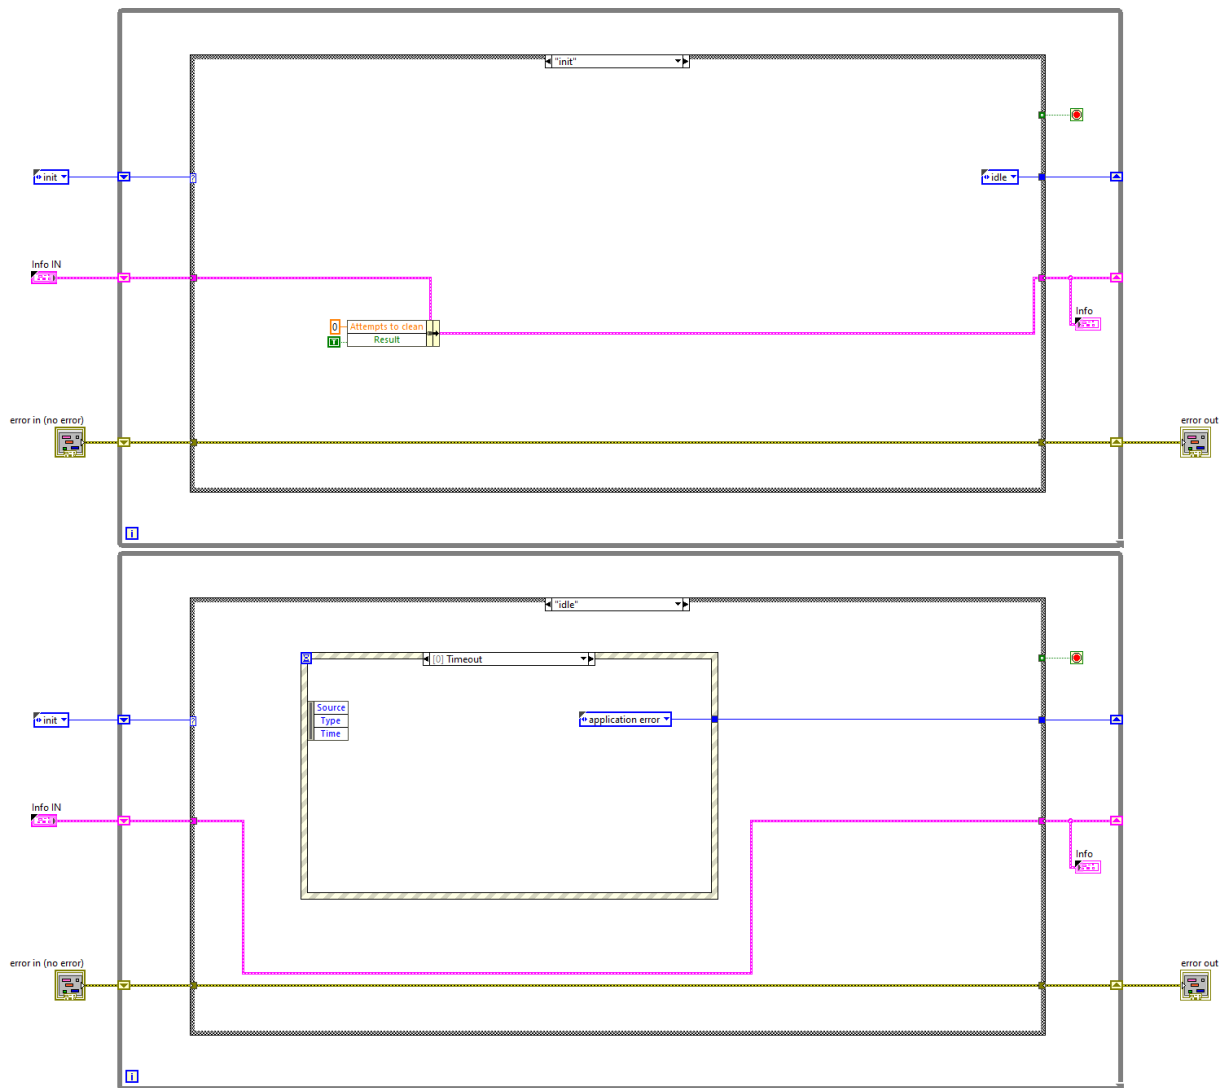 "init"
init
idle
Info IN
0
Attempts to clean
T
Result
Info
error in (no error)
error out
i
"idle"
[0] Timeout
Source
Type
Time
init
application error
Info IN
Info
error in (no error)
error out
i